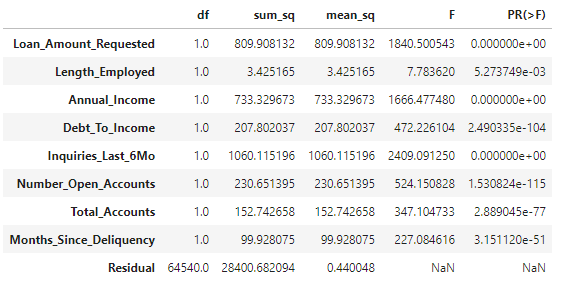 df sum_sq mean_sq F PR(>F)
Loan_Amount_Requested 1.0 809.908132 809.908132 1840.500543 0.000000e+00
Length_Employed 1.0 3.425165 3.425165 7.783620 5.273749e-03
Annual_Income 1.0 733.329673 733.329673 1666.477480 0.000000e+00
Debt_To_Income 1.0 207.802037 207.802037 472.226104 2.490335e-104
Inquiries_Last_6Mo 1.0 1060.115196 1060.115196 2409.091250 0.000000e+00
Number_Open_Accounts 1.0 230.651395 230.651395 524.150828 1.530824e-115
Total_Accounts 1.0 152.742658 152.742658 347.104733 2.889045e-77
Months_Since_Deliquency 1.0 99.928075 99.928075 227.084616 3.151120e-51
Residual 64540.0 28400.682094 0.440048 NaN NaN